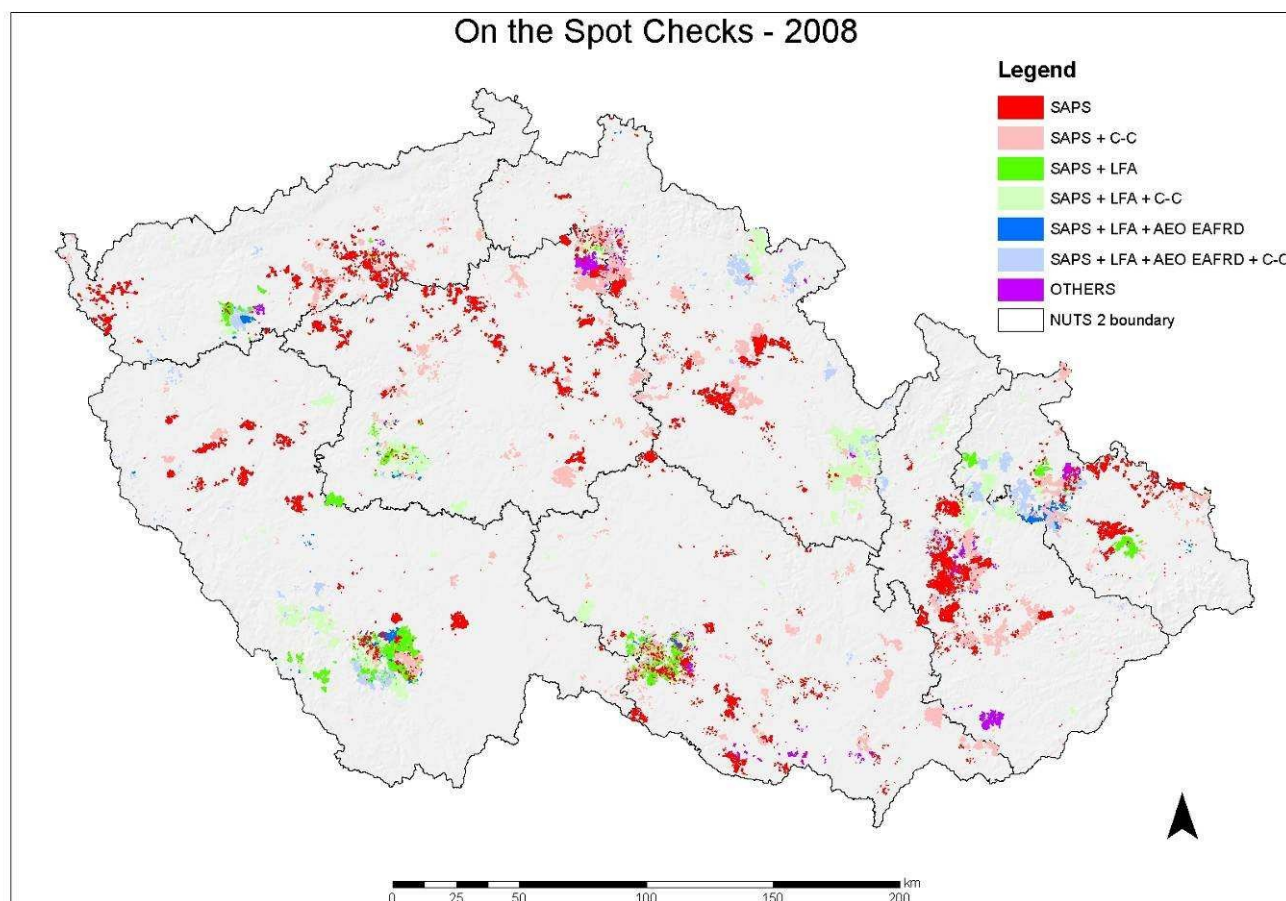 On the Spot Checks - 2008
Legend
SAPS
SAPS + C-C
SAPS + LFA
SAPS + LFA + C-C
SAPS + LFA + AEO EAFRD
SAPS + LFA + AEO EAFRD + C-C
OTHERS
NUTS 2 boundary
km
0 25 50 100 150 200